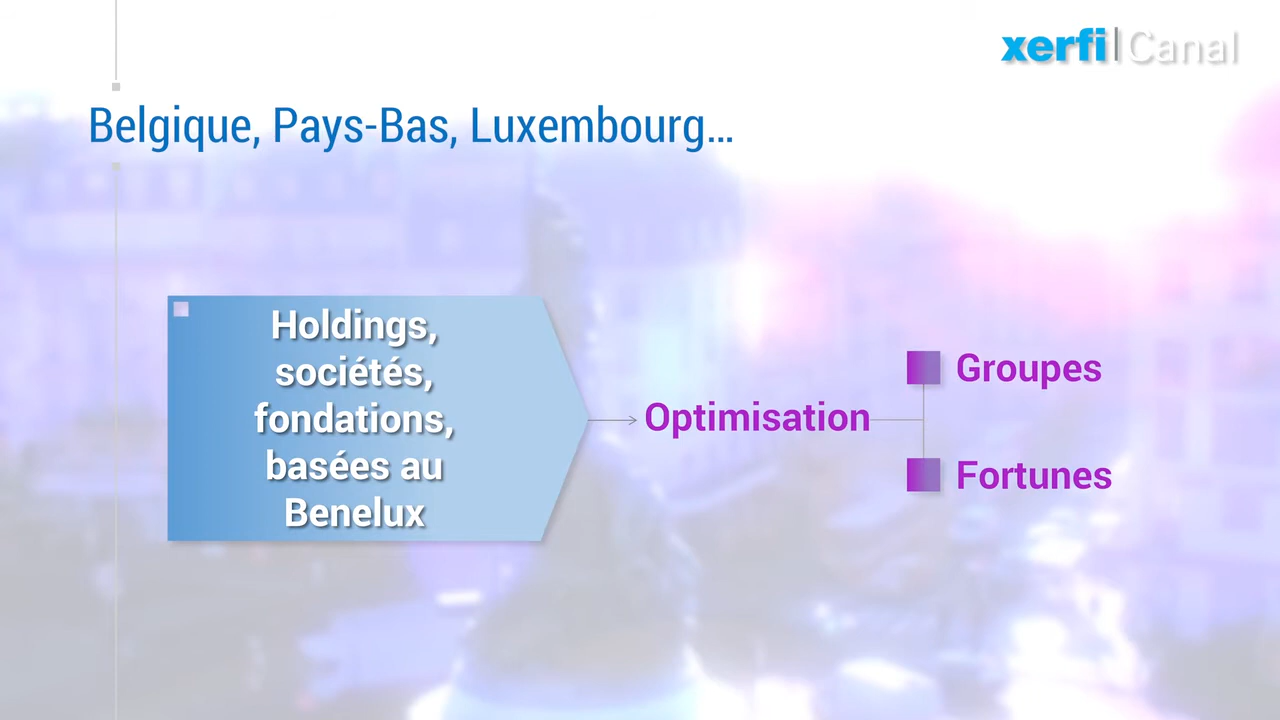 xerfi|Canal
Belgique, Pays-Bas, Luxembourg...
Holdings,
sociétés,
fondations,
basées au
Benelux
Optimisation
Groupes
Fortunes